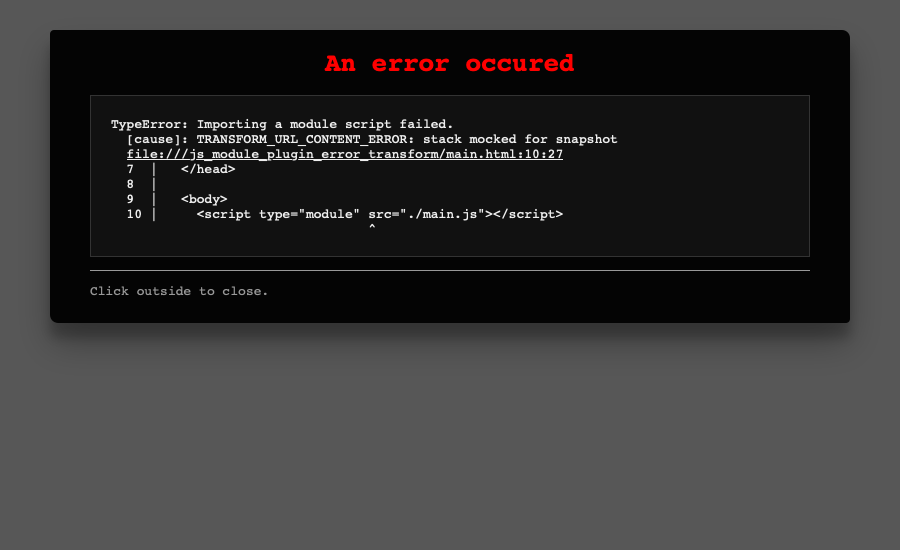 An error occured
TypeError: Importing a module script failed.
  [cause]: TRANSFORM_URL_CONTENT_ERROR: stack mocked for snapshot
  file:///js_module_plugin_error_transform/main.html:10:27
  7  |   </head>
  8  |
  9  |   <body>
  10 |     <script type="module" src="./main.js"></script>
                                 ^
Click outside to close.